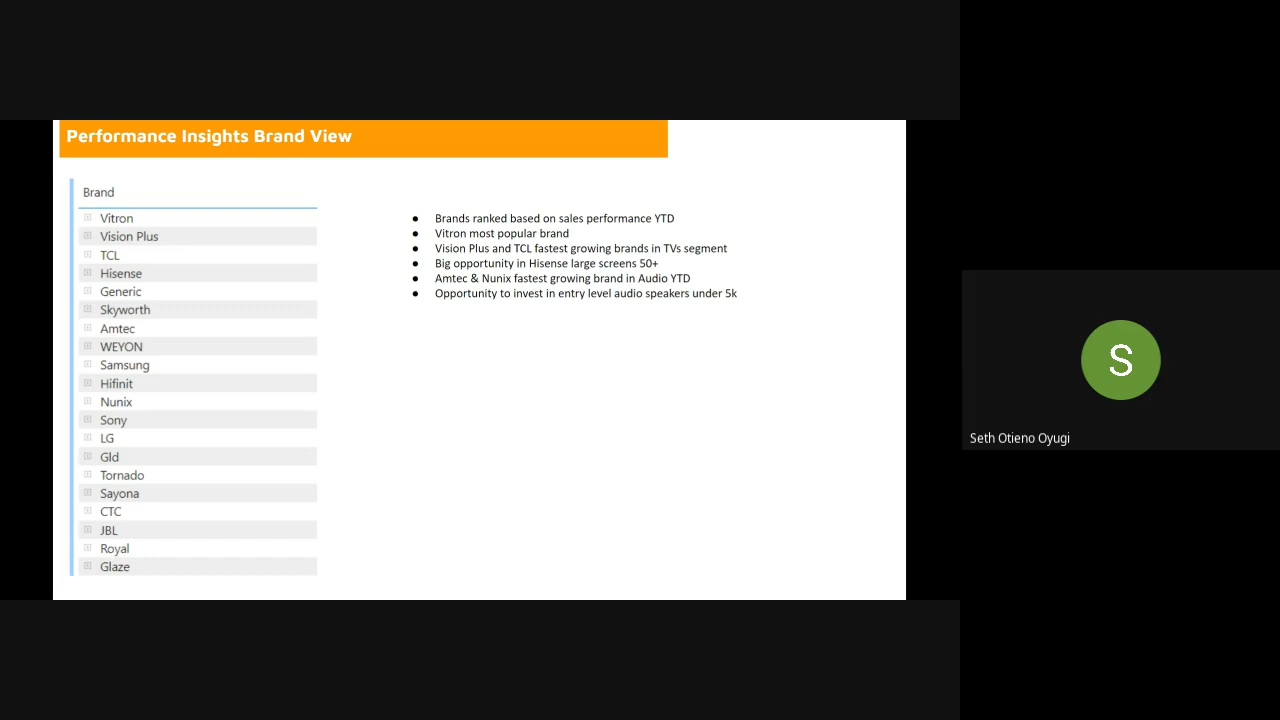 Performance Insights Brand View
Brand
Vitron
Vision Plus
TCL
Hisense
Generic
Skyworth
Amtec
WEYON
Samsung
Hifinit
Nunix
Sony
LG
Gld
Tornado
Sayona
CTC
JBL
Royal
Glaze
● Brands ranked based on sales performance YTD
● Vitron most popular brand
● Vision Plus and TCL fastest growing brands in TVs segment
● Big opportunity in Hisense large screens 50+
● Amtec & Nunix fastest growing brand in Audio YTD
● Opportunity to invest in entry level audio speakers under 5k
S
Seth Otieno Oyugi